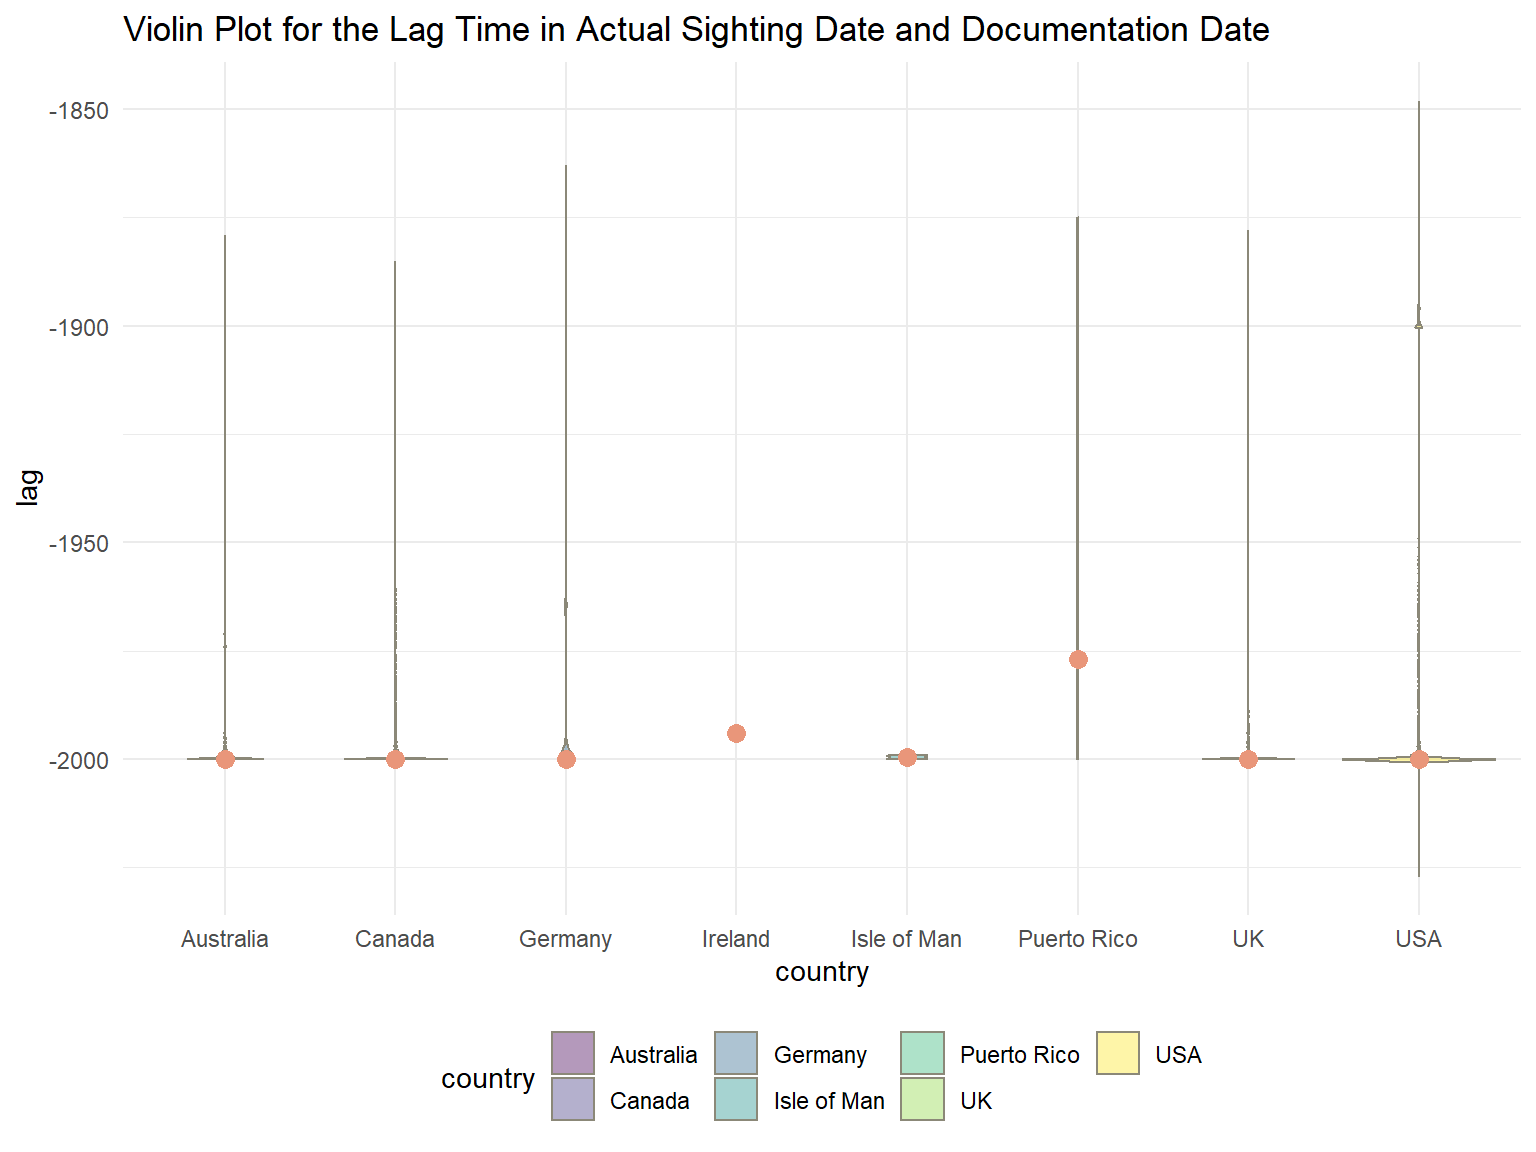 Violin Plot for the Lag Time in Actual Sighting Date and Documentation Date
lag
-1850
-1900
-1950
-2000
Australia Canada Germany Ireland Isle of Man Puerto Rico UK USA
country
country
Australia Germany Puerto Rico USA
Canada Isle of Man UK